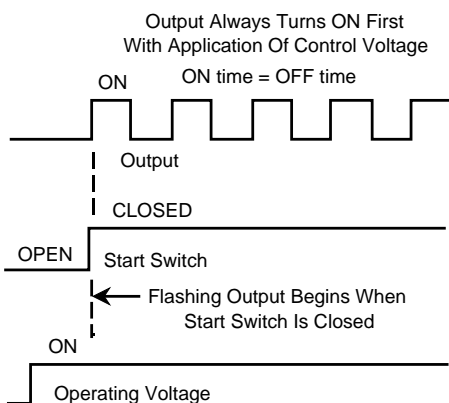 Output Always Turns ON First
With Application Of Control Voltage
ON time = OFF time
ON
Output
CLOSED
OPEN
Start Switch
Flashing Output Begins When
Start Switch Is Closed
ON
Operating Voltage